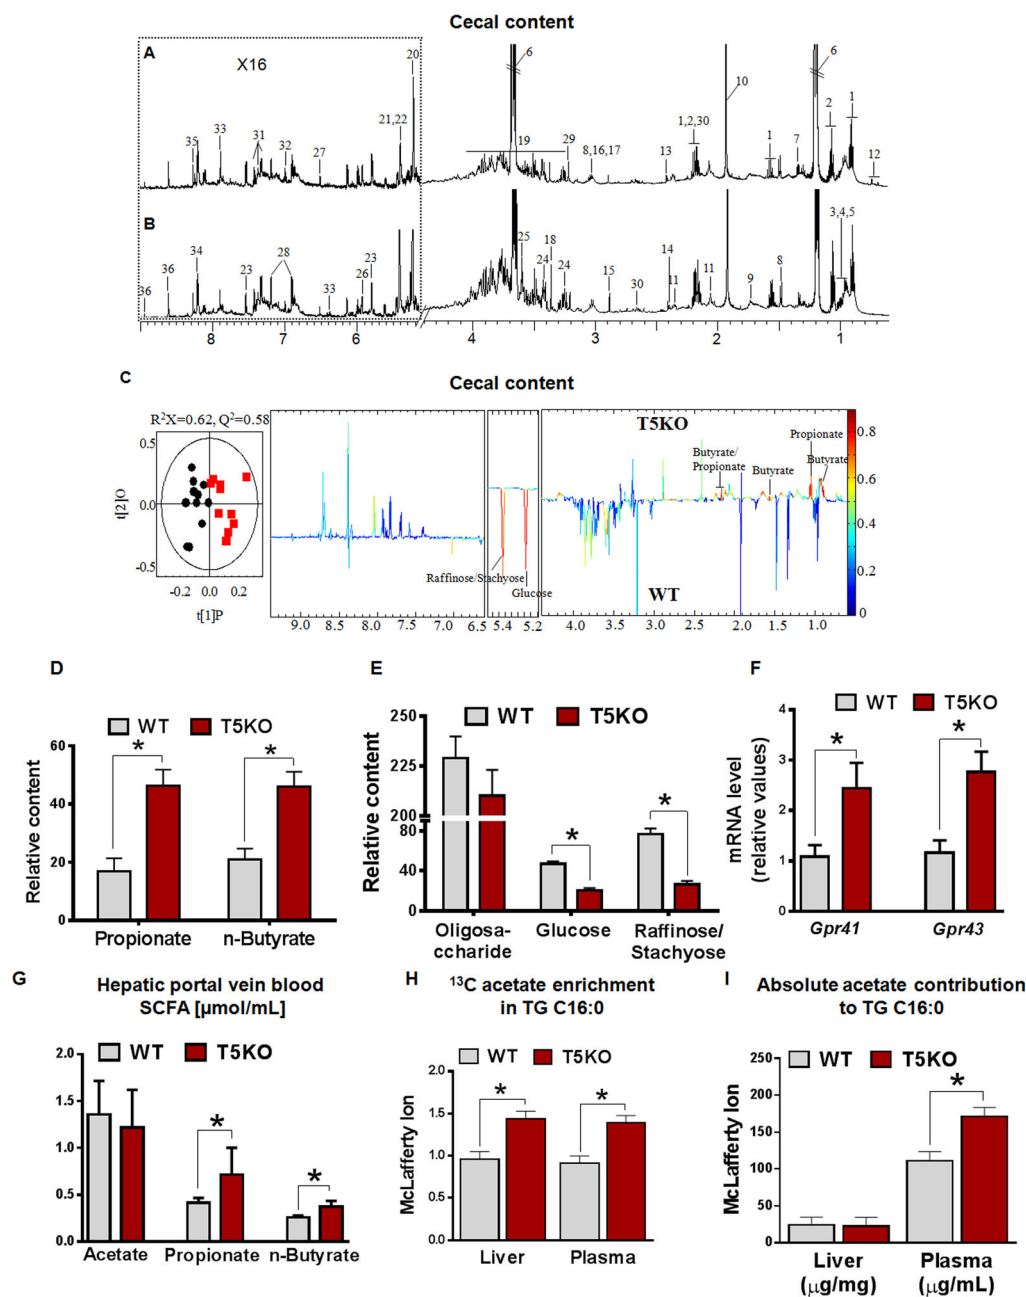 Cecal content
A
X16
20
6
6
10
21,22
1,2,30
2
1
35
33
31
32
27
19
29
8,16,17
13
1
7
12
B
36
36
34
23
28
33
26
23
25
24
18
24
15
30
14
11
11
9
8
3,4,5
8
7
6
5
4
3
2
1
C
Cecal content
R²X=0.62, Q²=0.58
0.5
0.0
-0.5
t[2]O
-0.2
0.0
0.2
t[1]P
Raffinose/Stachyose
Glucose
T5KO
WT
Butyrate/
Propionate
Butyrate
Propionate
Butyrate
0.8
0.6
0.4
0.2
0
9.0 8.5 8.0 7.5 7.0 6.5
5.4 5.2
4.0 3.5 3.0 2.5 2.0 1.5 1.0
D
WT T5KO
Relative content
60
40
20
0
*
*
Propionate n-Butyrate
E
WT T5KO
Relative content
250
225
200
80
40
0
*
*
Oligosa-
ccharide
Glucose
Raffinose/
Stachyose
F
WT T5KO
mRNA level
(relative values)
4
3
2
1
0
*
*
Gpr41 Gpr43
G
Hepatic portal vein blood
SCFA [µmol/mL]
WT T5KO
2.0
1.5
1.0
0.5
0.0
*
*
Acetate Propionate n-Butyrate
H
¹³C acetate enrichment
in TG C16:0
WT T5KO
McLafferty Ion
2.0
1.5
1.0
0.5
0.0
*
*
Liver Plasma
I
Absolute acetate contribution
to TG C16:0
WT T5KO
McLafferty Ion
250
200
150
100
50
0
*
Liver
(µg/mg)
Plasma
(µg/mL)